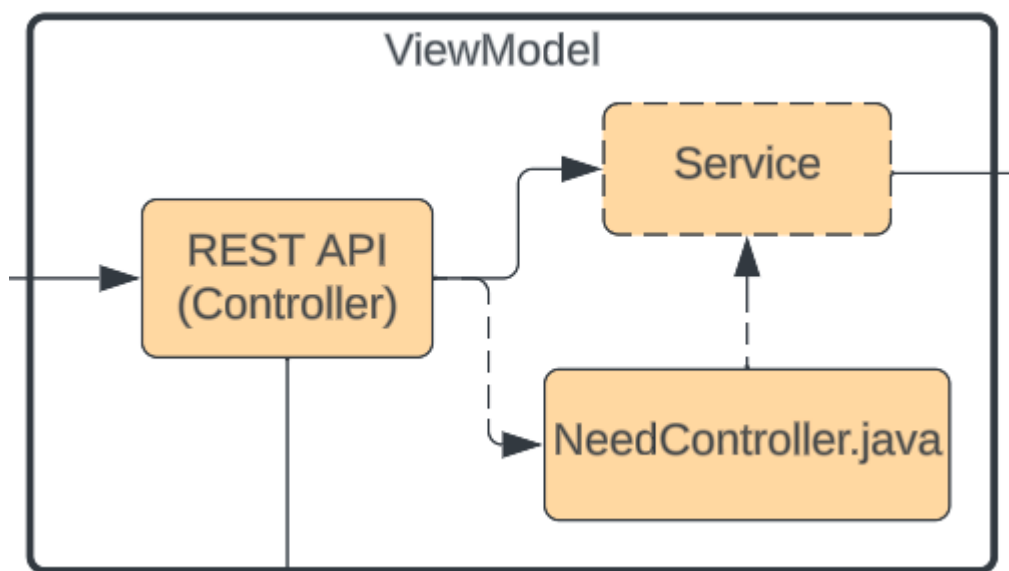 ViewModel
Service
REST API
(Controller)
NeedController.java